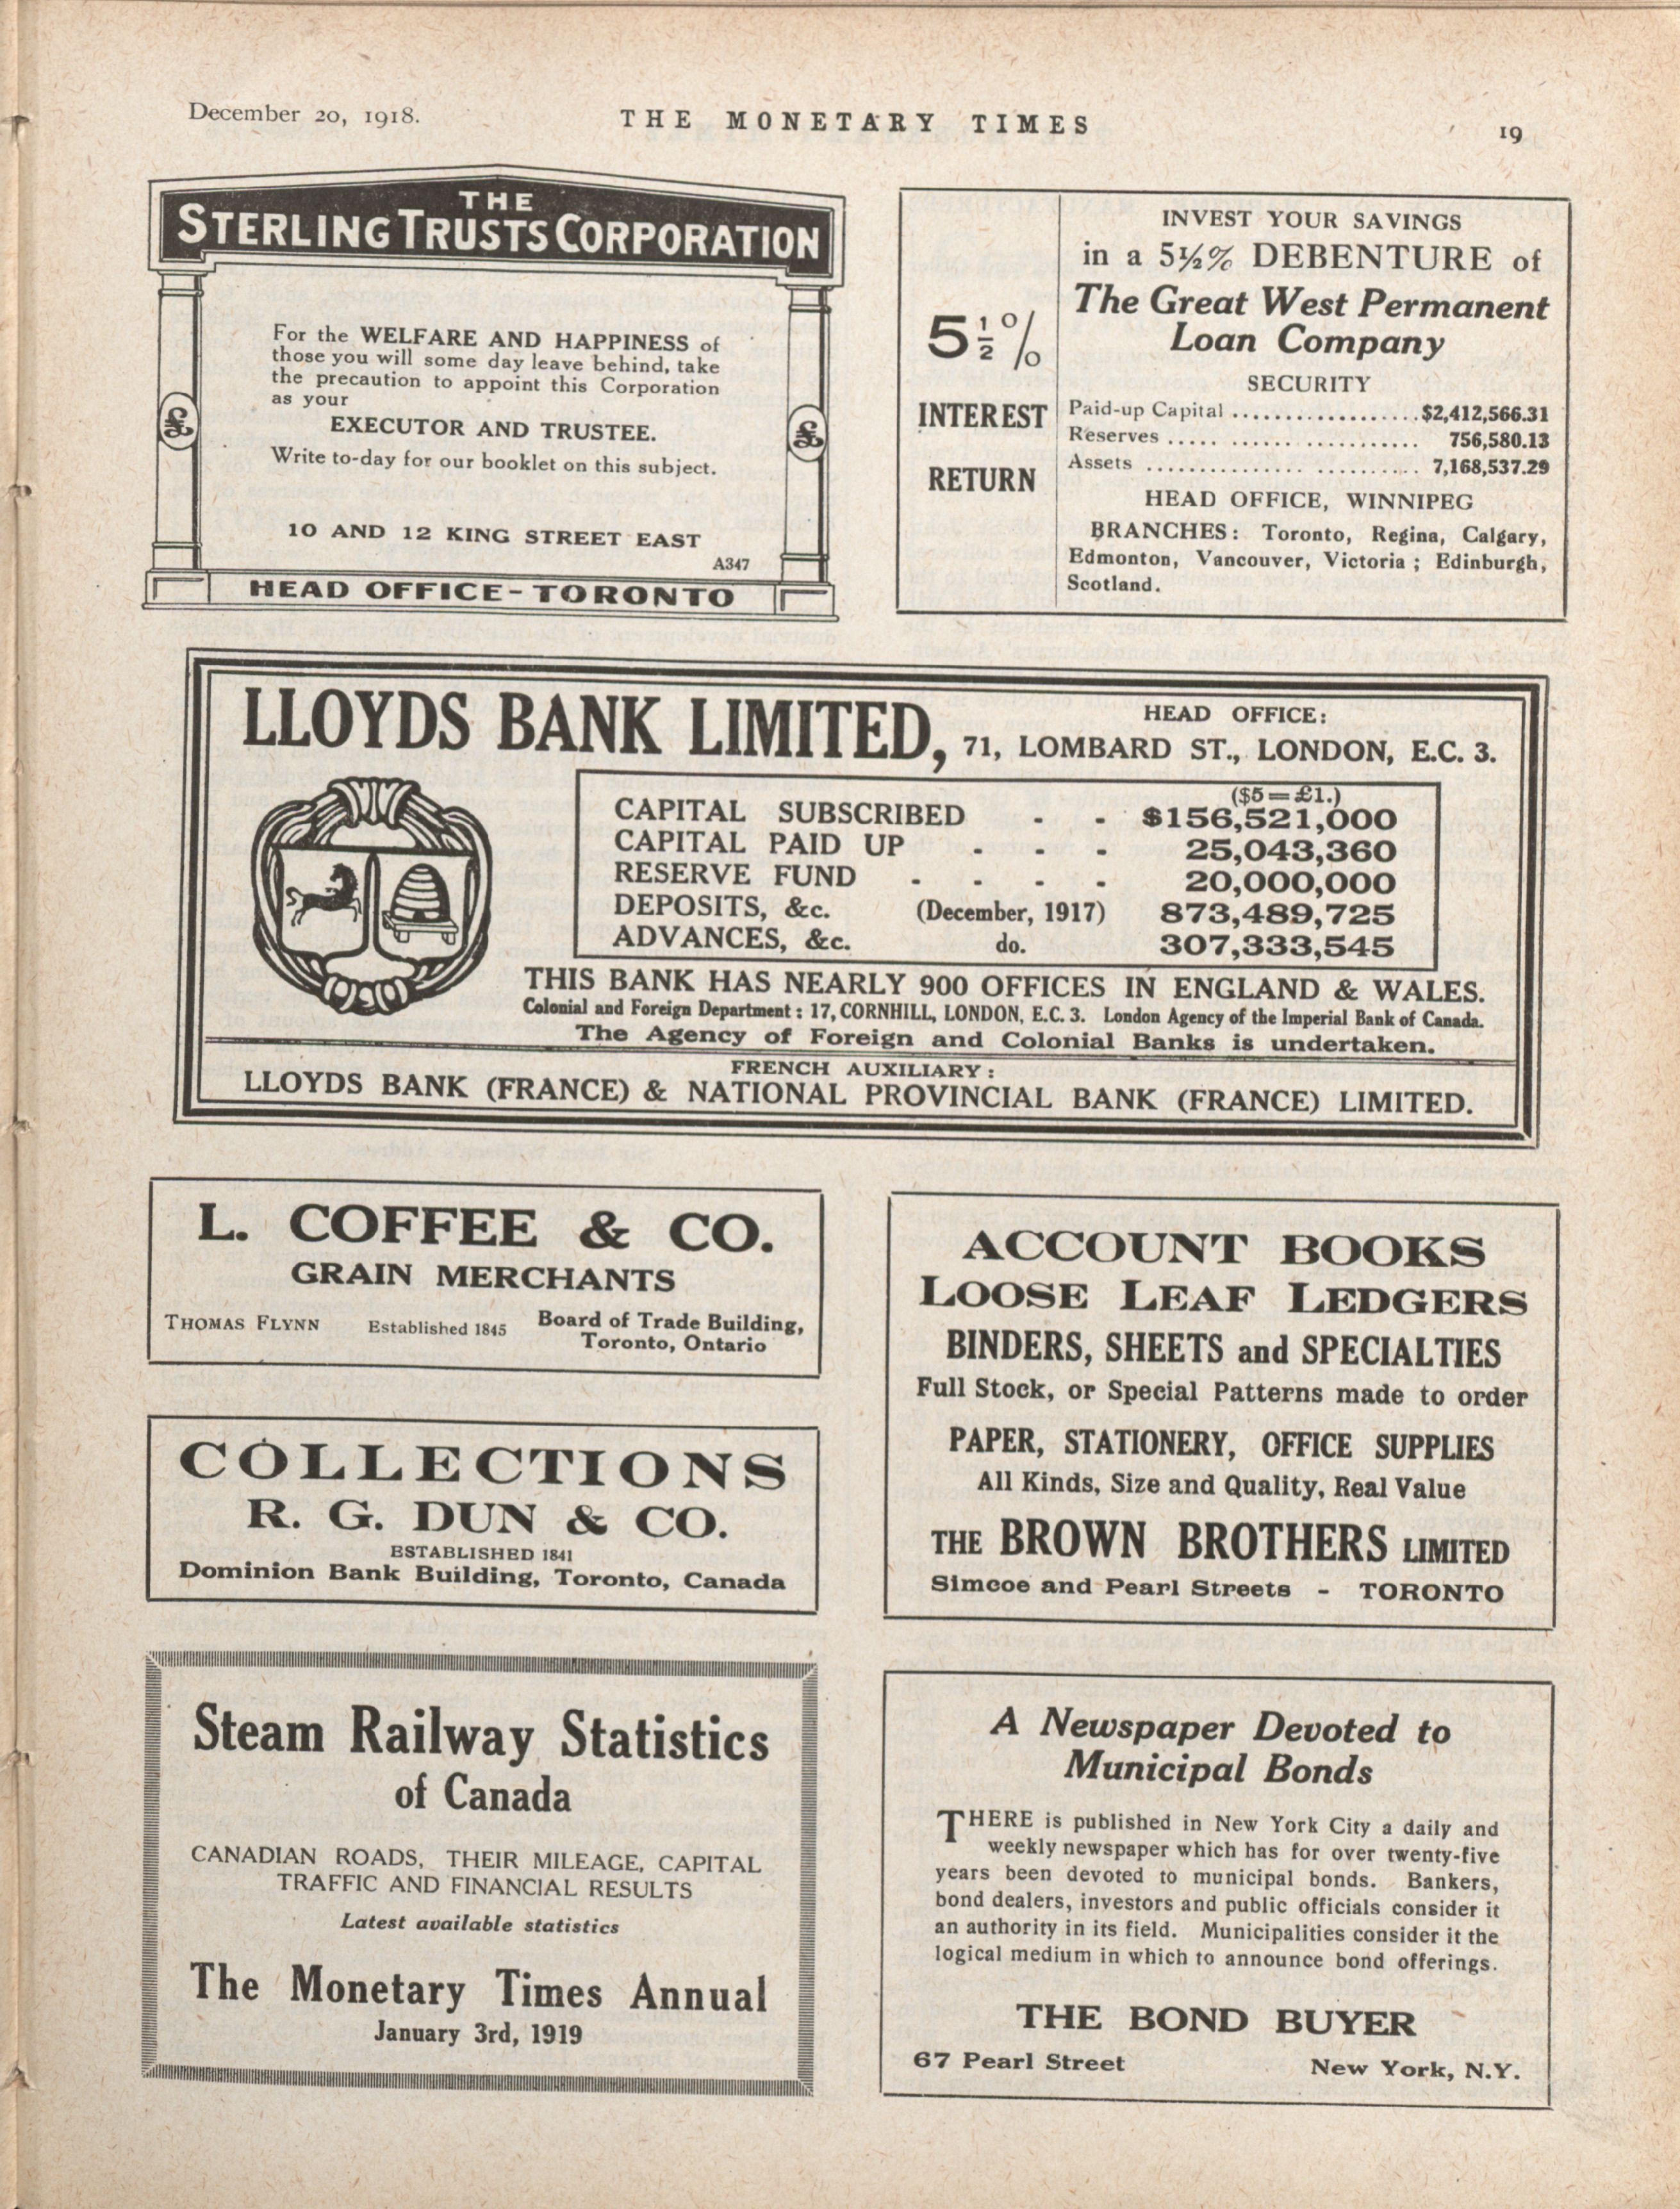 December 20, 1918.
THE MONETARY TIMES
19
THE
STERLING TRUSTS CORPORATION
For the WELFARE AND HAPPINESS of
those you will some day leave behind, take
the precaution to appoint this Corporation
as your
EXECUTOR AND TRUSTEE.
Write to-day for our booklet on this subject.
10 AND 12 KING STREET EAST
A347
HEAD OFFICE - TORONTO
£
£
5½%
INTEREST
RETURN
INVEST YOUR SAVINGS
in a 5½% DEBENTURE of
The Great West Permanent
Loan Company
SECURITY
Paid-up Capital .................. $2,412,566.31
Reserves ..... ....................... 756,580.13
Assets ............... .......... 7,168,537.29
HEAD OFFICE, WINNIPEG
BRANCHES: Toronto, Regina, Calgary,
Edmonton, Vancouver, Victoria; Edinburgh,
Scotland.
LLOYDS BANK LIMITED,
HEAD OFFICE:
71, LOMBARD ST., LONDON, E.C. 3.
($5 = £1.)
CAPITAL SUBSCRIBED - - $156,521,000
CAPITAL PAID UP - - - 25,043,360
RESERVE FUND - - - - 20,000,000
DEPOSITS, &c. (December, 1917) 873,489,725
ADVANCES, &c. do. 307,333,545
THIS BANK HAS NEARLY 900 OFFICES IN ENGLAND & WALES.
Colonial and Foreign Department: 17, CORNHILL, LONDON, E.C. 3. London Agency of the Imperial Bank of Canada.
The Agency of Foreign and Colonial Banks is undertaken.
FRENCH AUXILIARY:
LLOYDS BANK (FRANCE) & NATIONAL PROVINCIAL BANK (FRANCE) LIMITED.
L. COFFEE & CO.
GRAIN MERCHANTS
THOMAS FLYNN
Established 1845
Board of Trade Building,
Toronto, Ontario
COLLECTIONS
R. G. DUN & CO.
ESTABLISHED 1841
Dominion Bank Building, Toronto, Canada
ACCOUNT BOOKS
LOOSE LEAF LEDGERS
BINDERS, SHEETS and SPECIALTIES
Full Stock, or Special Patterns made to order
PAPER, STATIONERY, OFFICE SUPPLIES
All Kinds, Size and Quality, Real Value
THE BROWN BROTHERS LIMITED
Simcoe and Pearl Streets - TORONTO
Steam Railway Statistics
of Canada
CANADIAN ROADS, THEIR MILEAGE, CAPITAL
TRAFFIC AND FINANCIAL RESULTS
Latest available statistics
The Monetary Times Annual
January 3rd, 1919
A Newspaper Devoted to
Municipal Bonds
THERE is published in New York City a daily and
weekly newspaper which has for over twenty-five
years been devoted to municipal bonds. Bankers,
bond dealers, investors and public officials consider it
an authority in its field. Municipalities consider it the
logical medium in which to announce bond offerings.
THE BOND BUYER
67 Pearl Street
New York, N.Y.